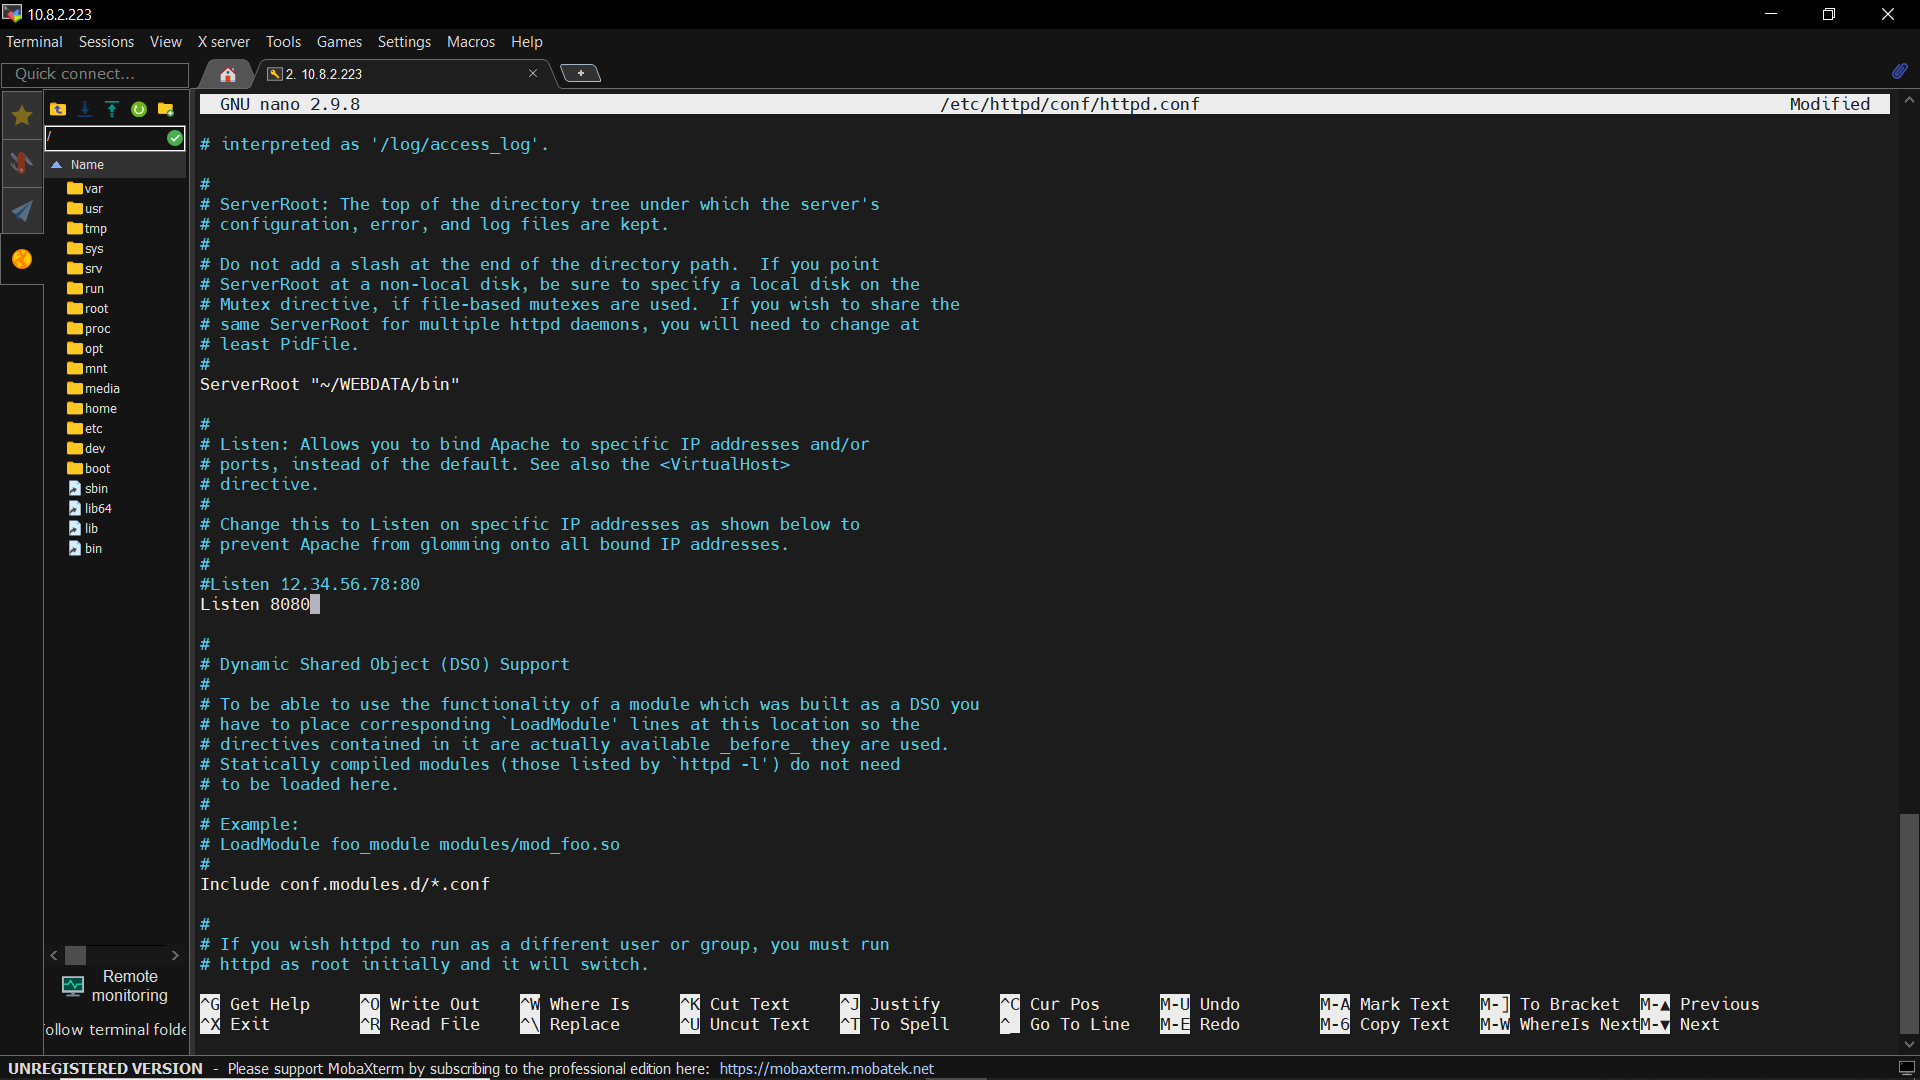 10.8.2.223
Terminal Sessions View X server Tools Games Settings Macros Help
Quick connect...
2. 10.8.2.223
GNU nano 2.9.8 /etc/httpd/conf/httpd.conf Modified
/
Name
var
usr
tmp
sys
srv
run
root
proc
opt
mnt
media
home
etc
dev
boot
sbin
lib64
lib
bin
Remote
monitoring
ollow terminal folde
# interpreted as '/log/access_log'.
#
# ServerRoot: The top of the directory tree under which the server's
# configuration, error, and log files are kept.
#
# Do not add a slash at the end of the directory path.  If you point
# ServerRoot at a non-local disk, be sure to specify a local disk on the
# Mutex directive, if file-based mutexes are used.  If you wish to share the
# same ServerRoot for multiple httpd daemons, you will need to change at
# least PidFile.
#
ServerRoot "~/WEBDATA/bin"
#
# Listen: Allows you to bind Apache to specific IP addresses and/or
# ports, instead of the default. See also the <VirtualHost>
# directive.
#
# Change this to Listen on specific IP addresses as shown below to
# prevent Apache from glomming onto all bound IP addresses.
#
#Listen 12.34.56.78:80
Listen 8080
#
# Dynamic Shared Object (DSO) Support
#
# To be able to use the functionality of a module which was built as a DSO you
# have to place corresponding `LoadModule' lines at this location so the
# directives contained in it are actually available _before_ they are used.
# Statically compiled modules (those listed by `httpd -l') do not need
# to be loaded here.
#
# Example:
# LoadModule foo_module modules/mod_foo.so
#
Include conf.modules.d/*.conf
#
# If you wish httpd to run as a different user or group, you must run
# httpd as root initially and it will switch.
^G Get Help ^O Write Out ^W Where Is ^K Cut Text ^J Justify ^C Cur Pos M-U Undo M-A Mark Text M-] To Bracket M-▲ Previous
^X Exit ^R Read File ^\ Replace ^U Uncut Text ^T To Spell ^_ Go To Line M-E Redo M-6 Copy Text M-W WhereIs Next M-▼ Next
UNREGISTERED VERSION - Please support MobaXterm by subscribing to the professional edition here: https://mobaxterm.mobatek.net